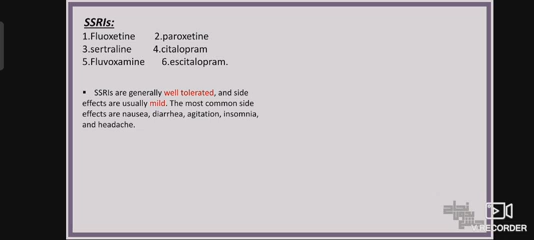 SSRIs:
1.Fluoxetine 2.paroxetine
3.sertraline 4.citalopram
5.Fluvoxamine 6.escitalopram.
▪ SSRIs are generally well tolerated, and side
effects are usually mild. The most common side
effects are nausea, diarrhea, agitation, insomnia,
and headache.
RECORDER